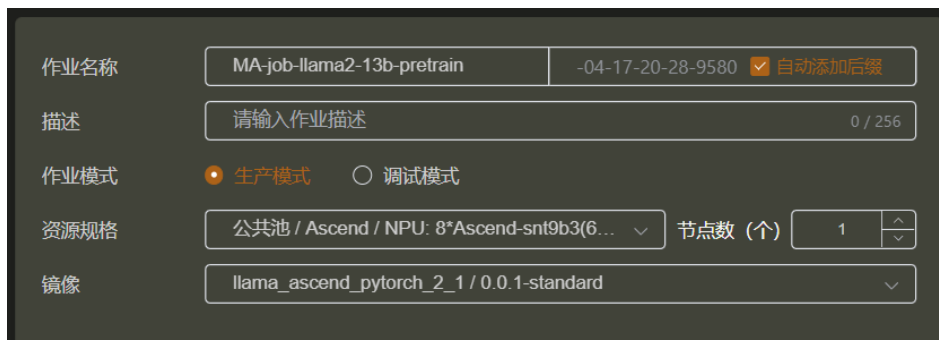 作业名称 MA-job-llama2-13b-pretrain -04-17-20-28-9580 自动添加后缀
描述 请输入作业描述 0 / 256
作业模式 生产模式 调试模式
资源规格 公共池 / Ascend / NPU: 8*Ascend-snt9b3(6... 节点数（个） 1
镜像 llama_ascend_pytorch_2_1 / 0.0.1-standard